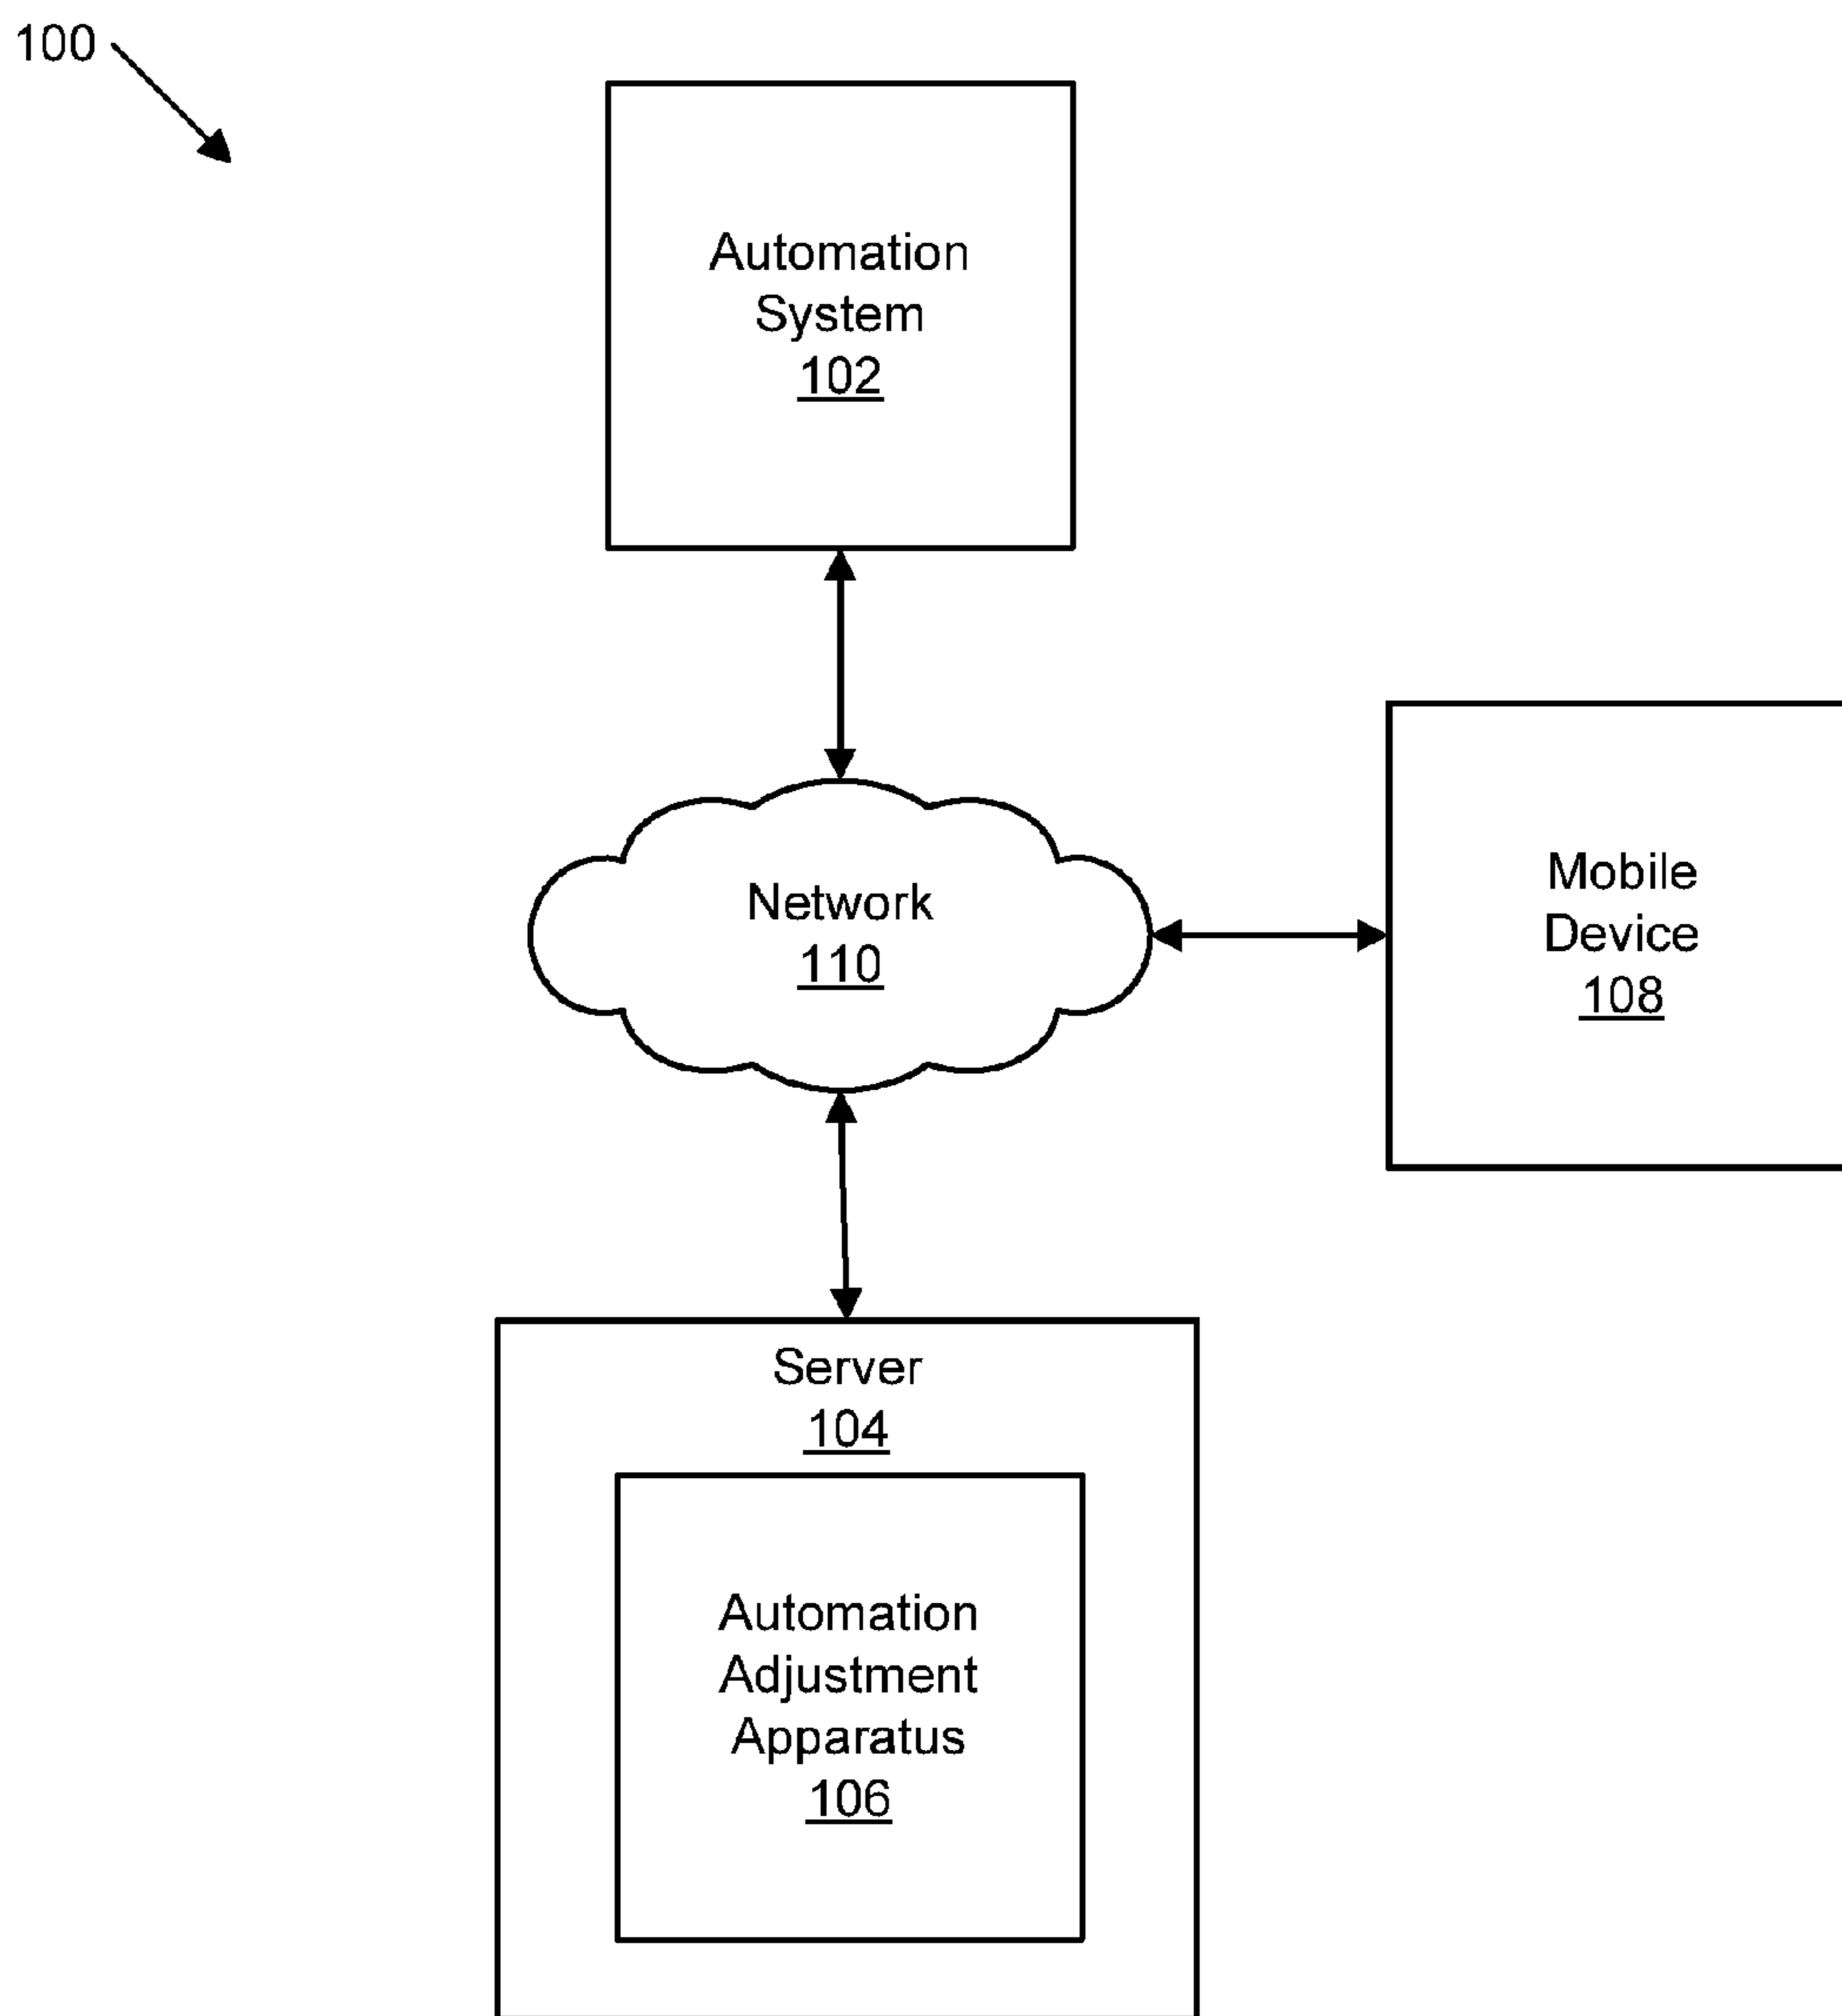 100
Automation
System
102
Network
110
Mobile
Device
108
Server
104
Automation
Adjustment
Apparatus
106